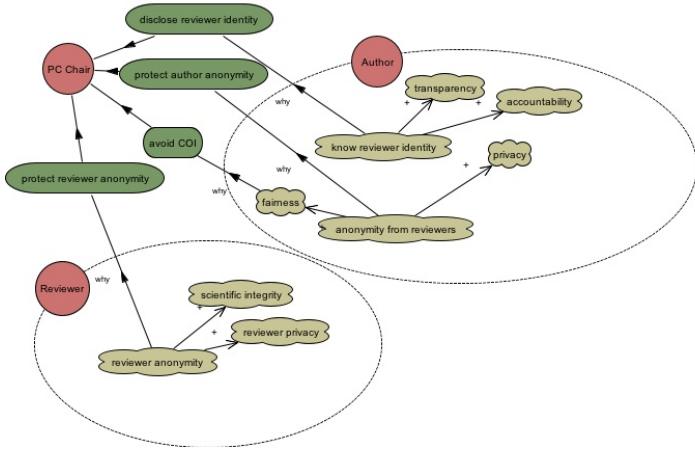 disclose reviewer identity
PC Chair
protect author anonymity
Author
transparency
why
+
+
accountability
avoid COI
know reviewer identity
privacy
why
+
protect reviewer anonymity
why
fairness
anonymity from reviewers
why
Reviewer
scientific integrity
+
+
reviewer privacy
reviewer anonymity